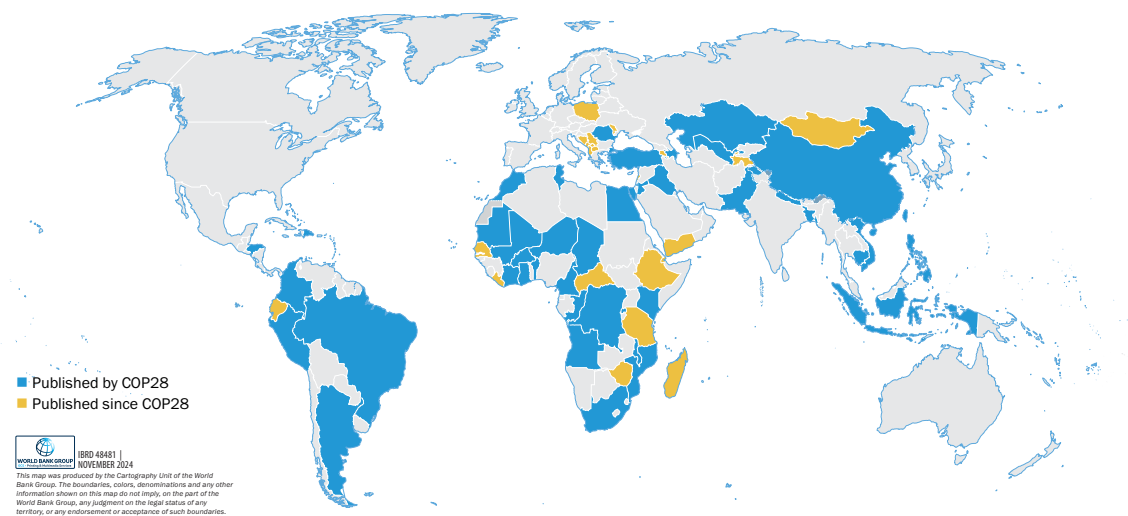 Published by COP28
Published since COP28
WORLD BANK GROUP
IBRD 48481 |
NOVEMBER 2024
This map was produced by the Cartography Unit of the World
Bank Group. The boundaries, colors, denominations and any other
information shown on this map do not imply, on the part of the
World Bank Group, any judgment on the legal status of any
territory, or any endorsement or acceptance of such boundaries.